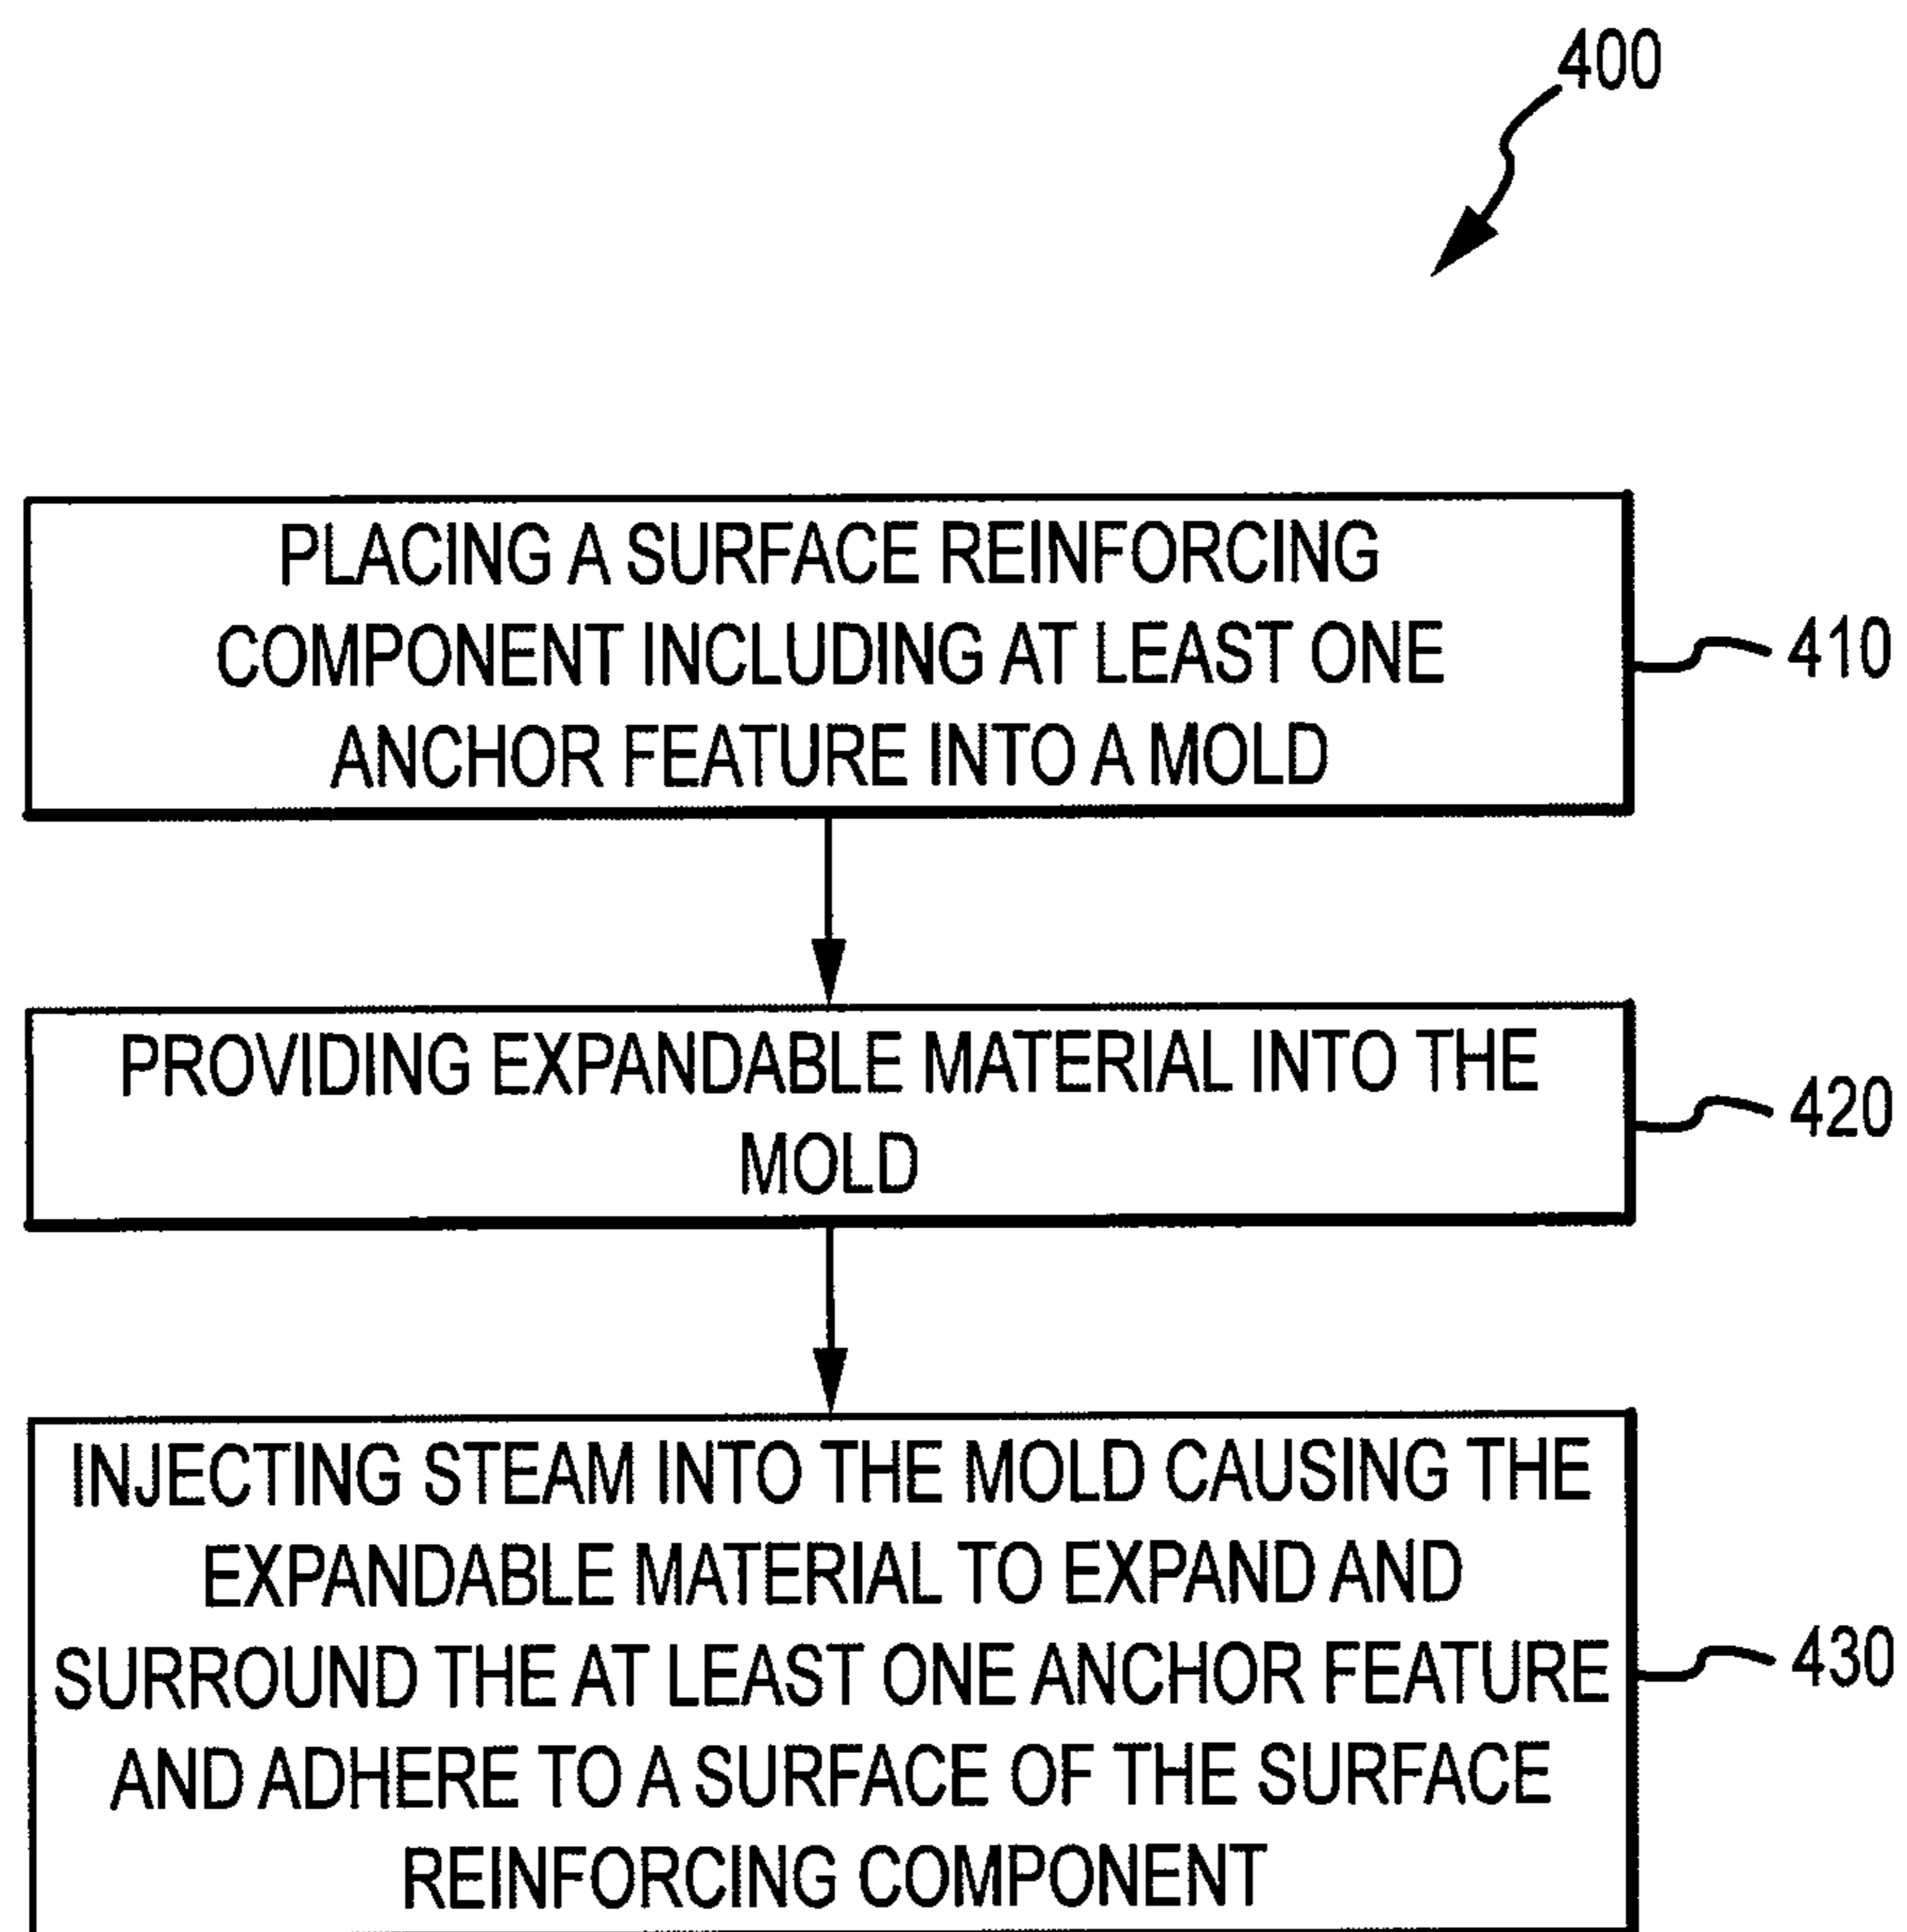 400
PLACING A SURFACE REINFORCING
COMPONENT INCLUDING AT LEAST ONE
ANCHOR FEATURE INTO A MOLD
410
PROVIDING EXPANDABLE MATERIAL INTO THE
MOLD
420
INJECTING STEAM INTO THE MOLD CAUSING THE
EXPANDABLE MATERIAL TO EXPAND AND
SURROUND THE AT LEAST ONE ANCHOR FEATURE
AND ADHERE TO A SURFACE OF THE SURFACE
REINFORCING COMPONENT
430